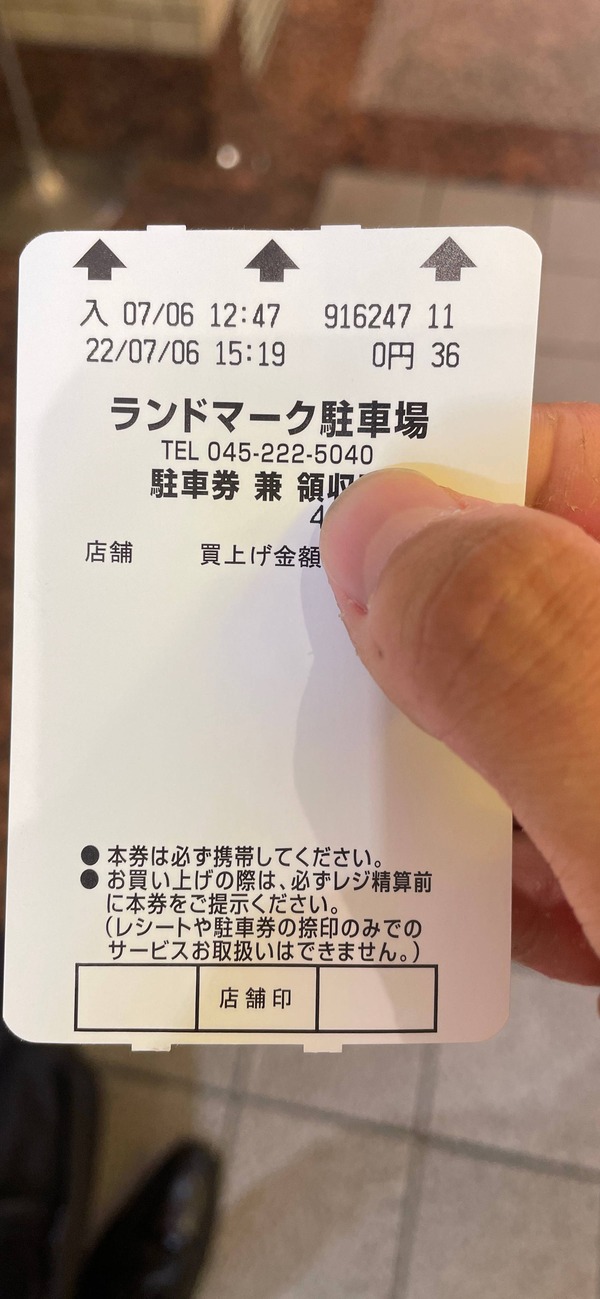 入 07/06 12:47 916247 11
22/07/06 15:19 0円 36
ランドマーク駐車場
TEL 045-222-5040
駐車券 兼 領収
4
店舗 買上げ金額
●本券は必ず携帯してください。
●お買い上げの際は、必ずレジ精算前
に本券をご提示ください。
(レシートや駐車券の捺印のみでの
サービスお取扱いはできません。)
店舗印